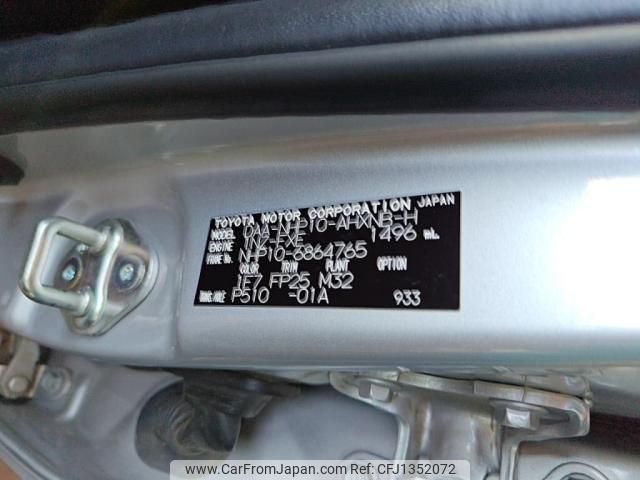 TOYOTA MOTOR CORPORATION JAPAN
MODEL DAA-NHP10-AHXNB-H
ENGINE 1NZ-FXE 1496 mL
FRAME No. NHP10-6864765
COLOR TRIM PLANT OPTION
1E7 FP25 M32
TRANS/AXLE P510 -01A 933
www.CarFromJapan.com | Ref No.CFJ1352072